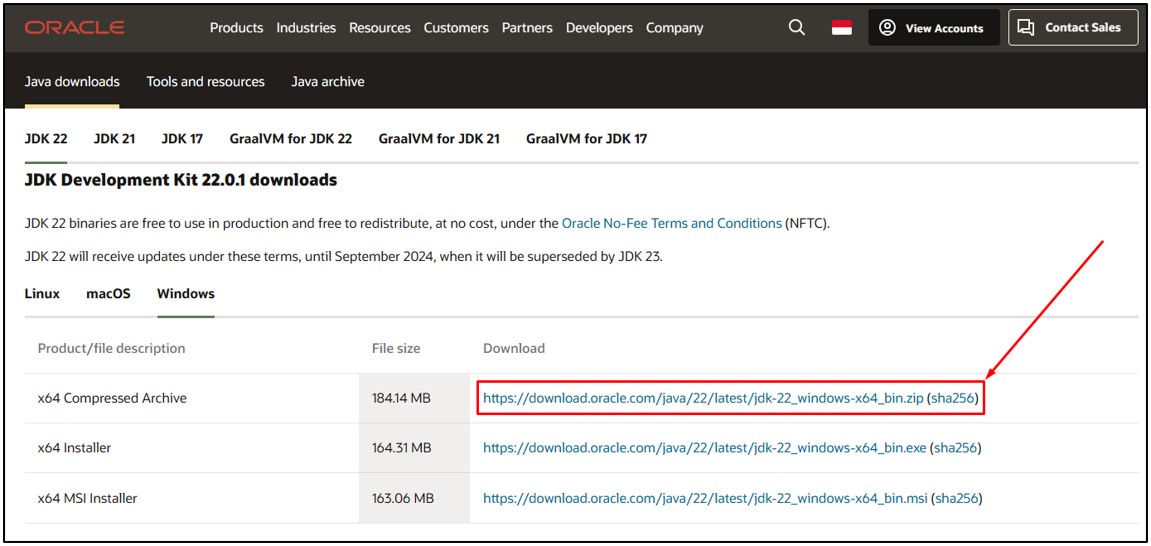 ORACLE Products Industries Resources Customers Partners Developers Company View Accounts Contact Sales
Java downloads Tools and resources Java archive
JDK 22 JDK 21 JDK 17 GraalVM for JDK 22 GraalVM for JDK 21 GraalVM for JDK 17
JDK Development Kit 22.0.1 downloads
JDK 22 binaries are free to use in production and free to redistribute, at no cost, under the Oracle No-Fee Terms and Conditions (NFTC).
JDK 22 will receive updates under these terms, until September 2024, when it will be superseded by JDK 23.
Linux macOS Windows
Product/file description File size Download
x64 Compressed Archive 184.14 MB https://download.oracle.com/java/22/latest/jdk-22_windows-x64_bin.zip (sha256)
x64 Installer 164.31 MB https://download.oracle.com/java/22/latest/jdk-22_windows-x64_bin.exe (sha256)
x64 MSI Installer 163.06 MB https://download.oracle.com/java/22/latest/jdk-22_windows-x64_bin.msi (sha256)